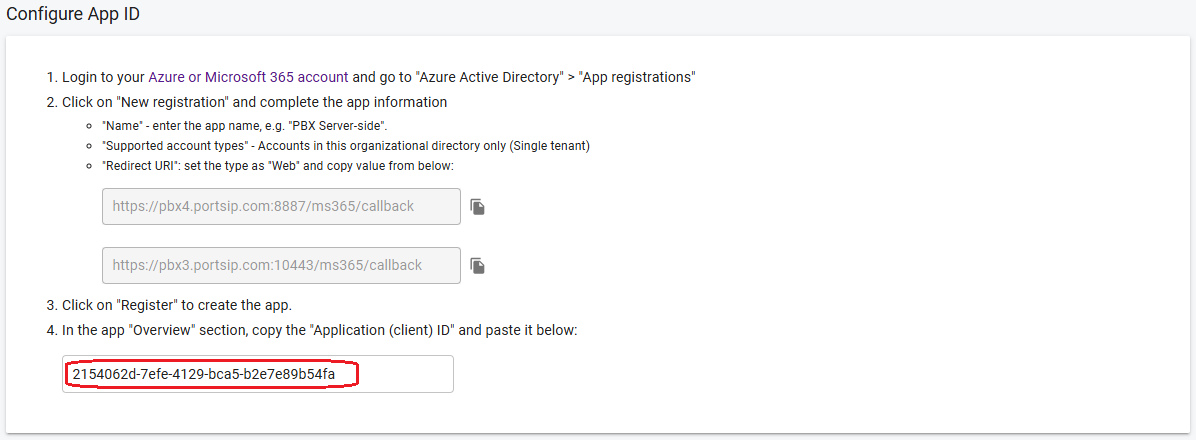 Configure App ID
1. Login to your Azure or Microsoft 365 account and go to "Azure Active Directory" > "App registrations"
2. Click on "New registration" and complete the app information
"Name" - enter the app name, e.g. "PBX Server-side".
"Supported account types" - Accounts in this organizational directory only (Single tenant)
"Redirect URI": set the type as "Web" and copy value from below:
https://pbx4.portsip.com:8887/ms365/callback
https://pbx3.portsip.com:10443/ms365/callback
3. Click on "Register" to create the app.
4. In the app "Overview" section, copy the "Application (client) ID" and paste it below:
2154062d-7efe-4129-bca5-b2e7e89b54fa